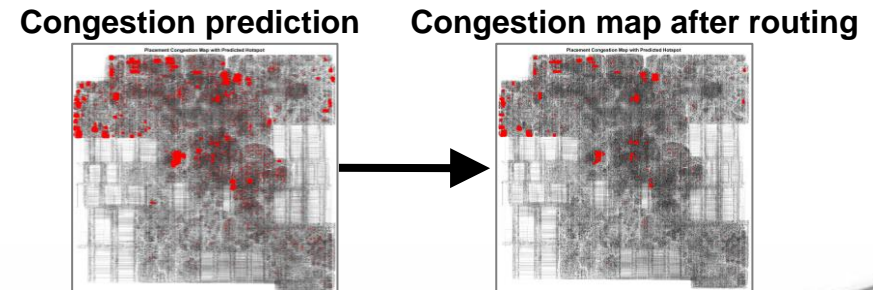 Congestion prediction
Congestion map after routing
Placement Congestion Map with Predicted Hotspot
Placement Congestion Map with Predicted Hotspot